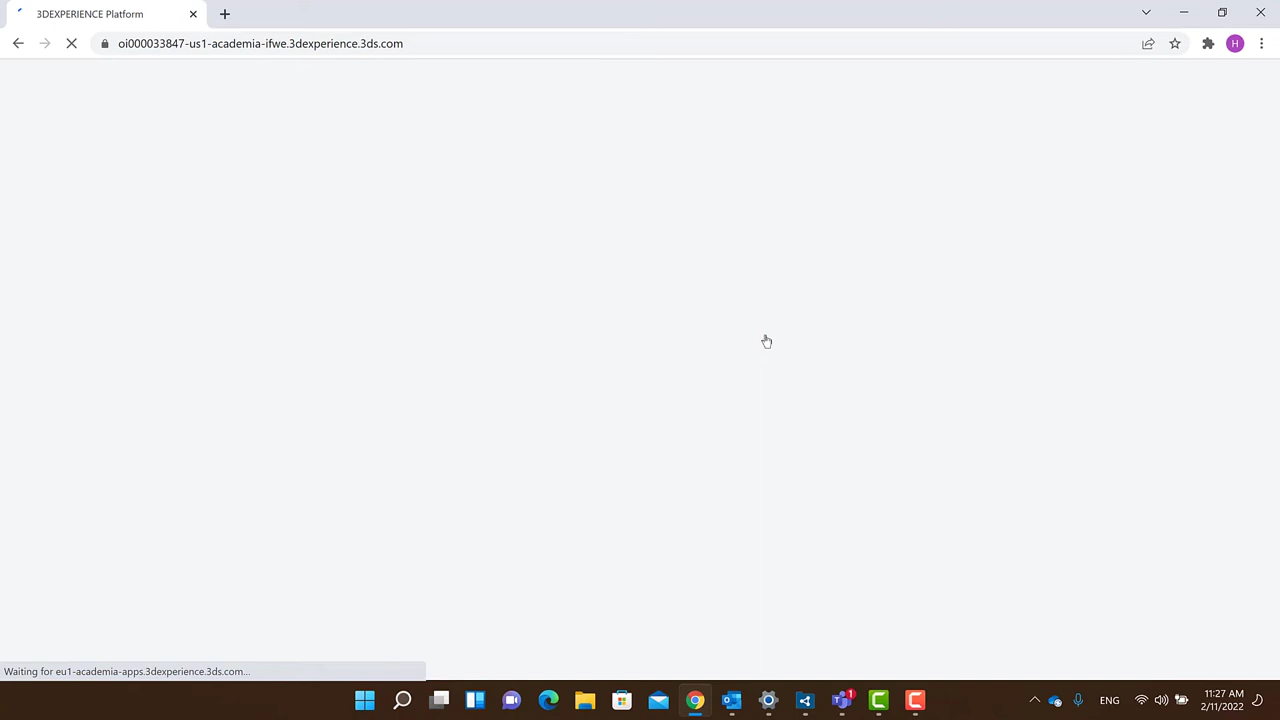 3DEXPERIENCE Platform
oi000033847-us1-academia-ifwe.3dexperience.3ds.com
H
Waiting for eu1-academia-apps.3dexperience.3ds.com...
1
ENG
11:27 AM
2/11/2022